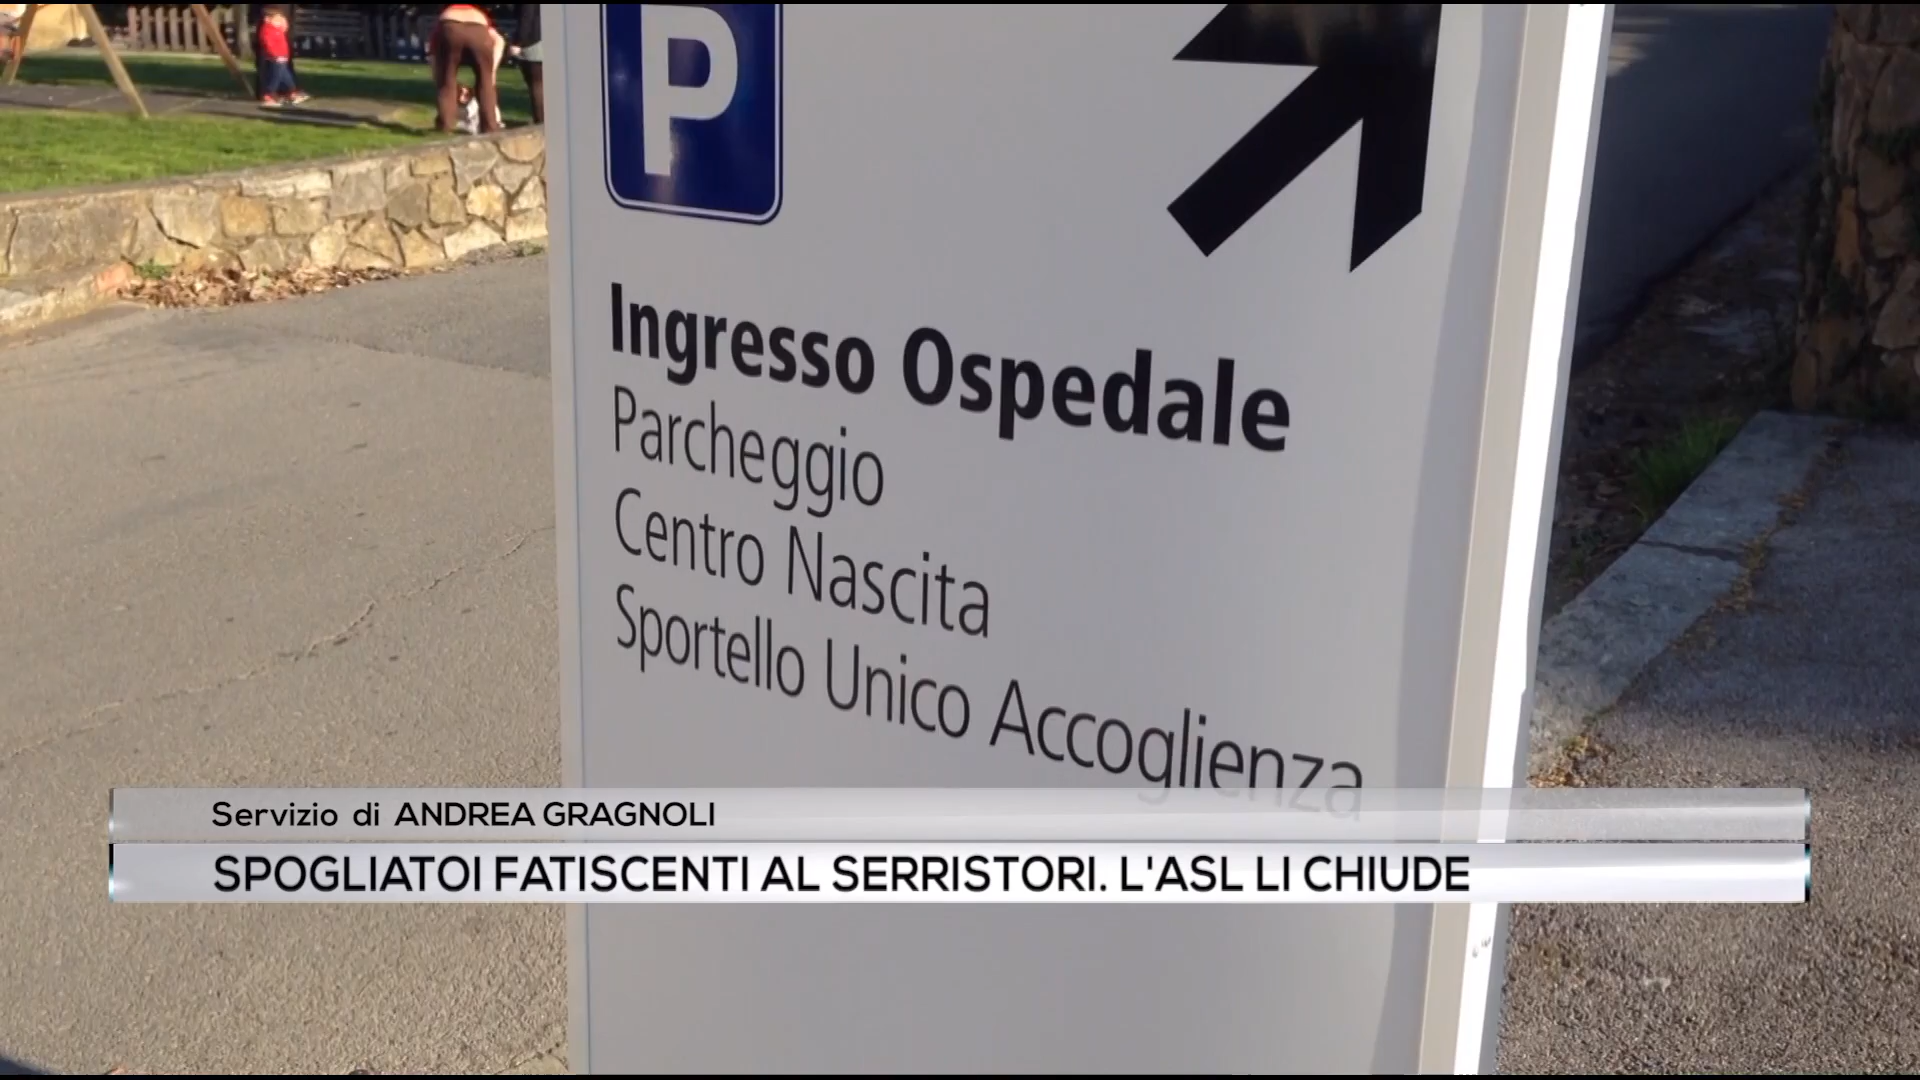 P
Ingresso Ospedale
Parcheggio
Centro Nascita
Sportello Unico Accoglienza
Servizio di ANDREA GRAGNOLI
SPOGLIATOI FATISCENTI AL SERRISTORI. L'ASL LI CHIUDE